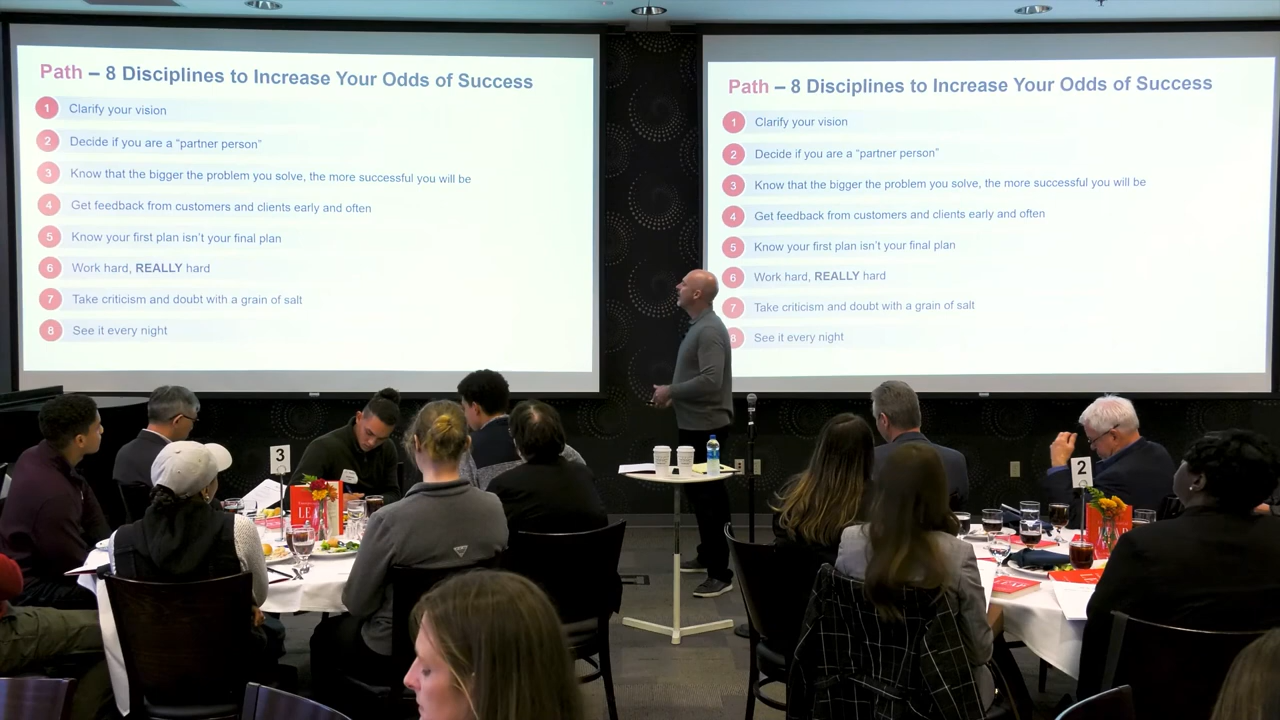 Path – 8 Disciplines to Increase Your Odds of Success
1 Clarify your vision
2 Decide if you are a “partner person”
3 Know that the bigger the problem you solve, the more successful you will be
4 Get feedback from customers and clients early and often
5 Know your first plan isn’t your final plan
6 Work hard, REALLY hard
7 Take criticism and doubt with a grain of salt
8 See it every night
Path – 8 Disciplines to Increase Your Odds of Success
1 Clarify your vision
2 Decide if you are a “partner person”
3 Know that the bigger the problem you solve, the more successful you will be
4 Get feedback from customers and clients early and often
5 Know your first plan isn’t your final plan
6 Work hard, REALLY hard
7 Take criticism and doubt with a grain of salt
8 See it every night
3
2